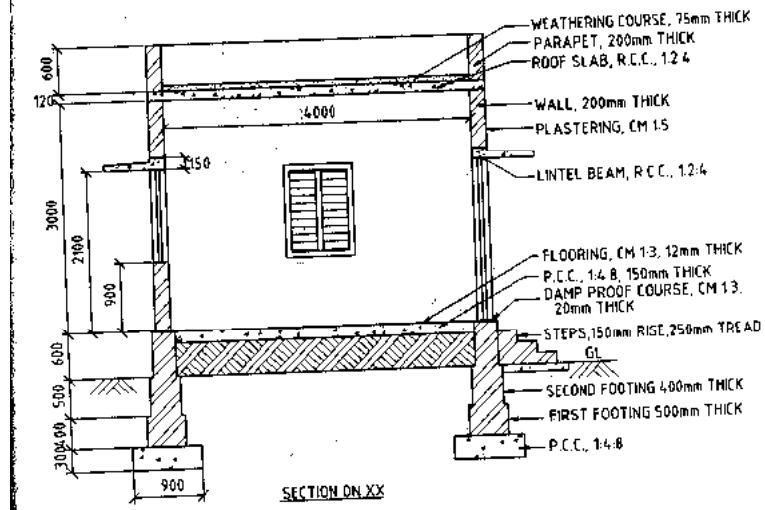 WEATHERING COURSE, 75mm THICK
PARAPET, 200mm THICK
ROOF SLAB, R.C.C., 1:2:4
600
120
4000
WALL, 200mm THICK
PLASTERING, CM 1:5
150
LINTEL BEAM, R.C.C., 1:2:4
3000
2100
900
FLOORING, CM 1:3, 12mm THICK
P.C.C., 1:4:8, 150mm THICK
DAMP PROOF COURSE, CM 1:3,
20mm THICK
STEPS, 150mm RISE, 250mm TREAD
GL
600
500
SECOND FOOTING 400mm THICK
FIRST FOOTING 500mm THICK
400
300
P.C.C., 1:4:8
900
SECTION ON XX